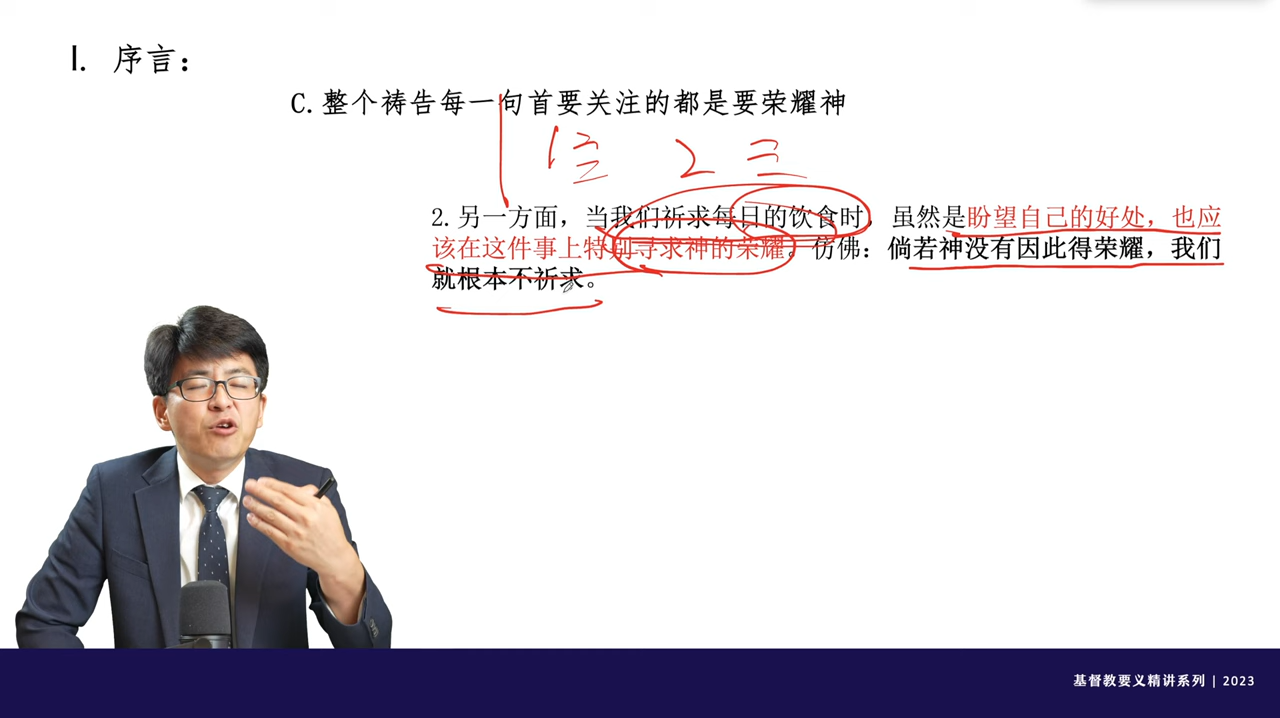 I. 序言：
C.整个祷告每一句首要关注的都是要荣耀神
2.另一方面，当我们祈求每日的饮食时，虽然是盼望自己的好处，也应
该在这件事上特别寻求神的荣耀。仿佛：倘若神没有因此得荣耀，我们
就根本不祈求。
基督教要义精讲系列 | 2023